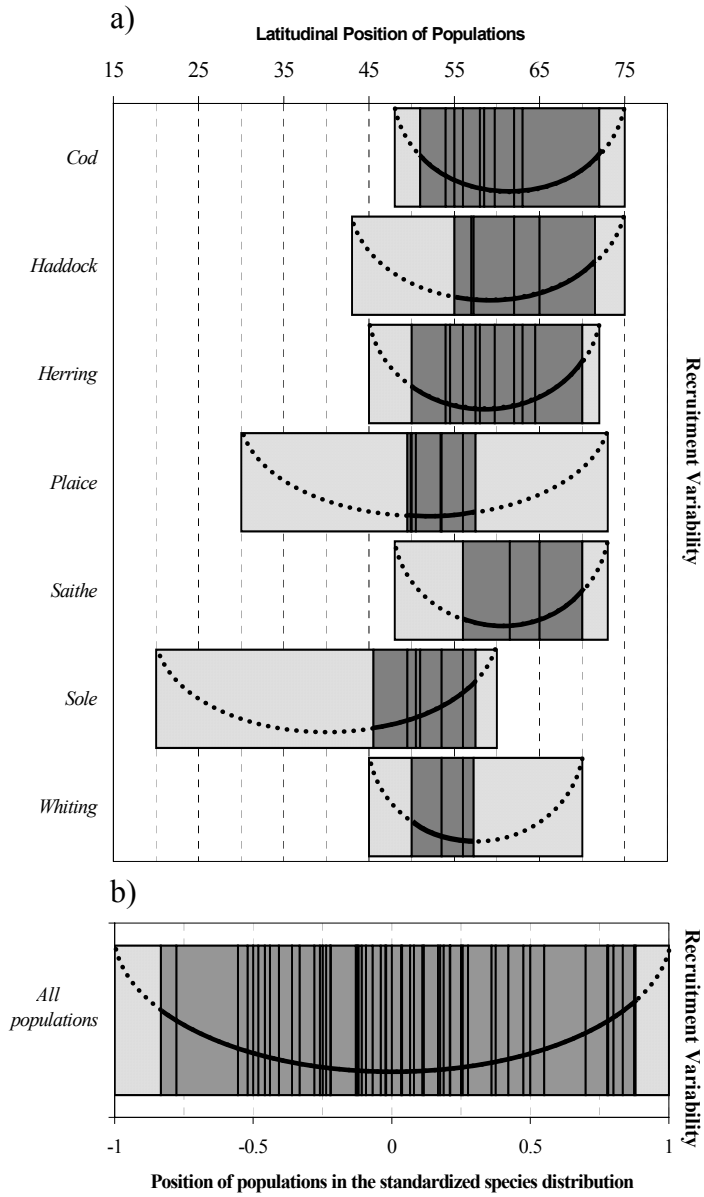 a)
Latitudinal Position of Populations
15 25 35 45 55 65 75
Cod
Haddock
Herring
Plaice
Saithe
Sole
Whiting
Recruitment Variability
b)
All
populations
Recruitment Variability
-1 -0.5 0 0.5 1
Position of populations in the standardized species distribution